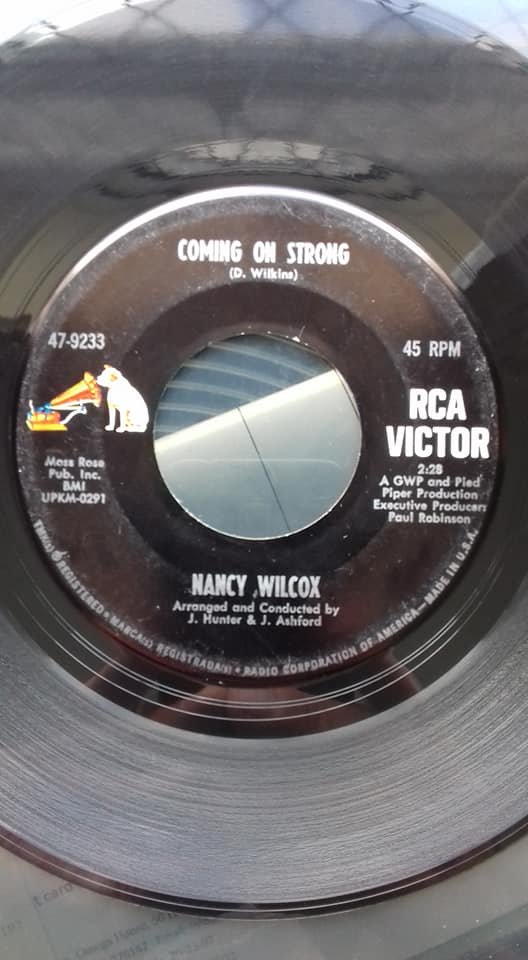 COMING ON STRONG
(D. Wilkins)
47-9233
45 RPM
RCA
VICTOR
Moss Rose
Pub. Inc.
BMI
UPKM-0291
2:28
A GWP and Pied
Piper Production
Executive Producer:
Paul Robinson
NANCY WILCOX
Arranged and Conducted by
J. Hunter & J. Ashford
TMK(s) ® REGISTERED • MARCA(s) REGISTRADA(s) • RADIO CORPORATION OF AMERICA—MADE IN U.S.A.
t card